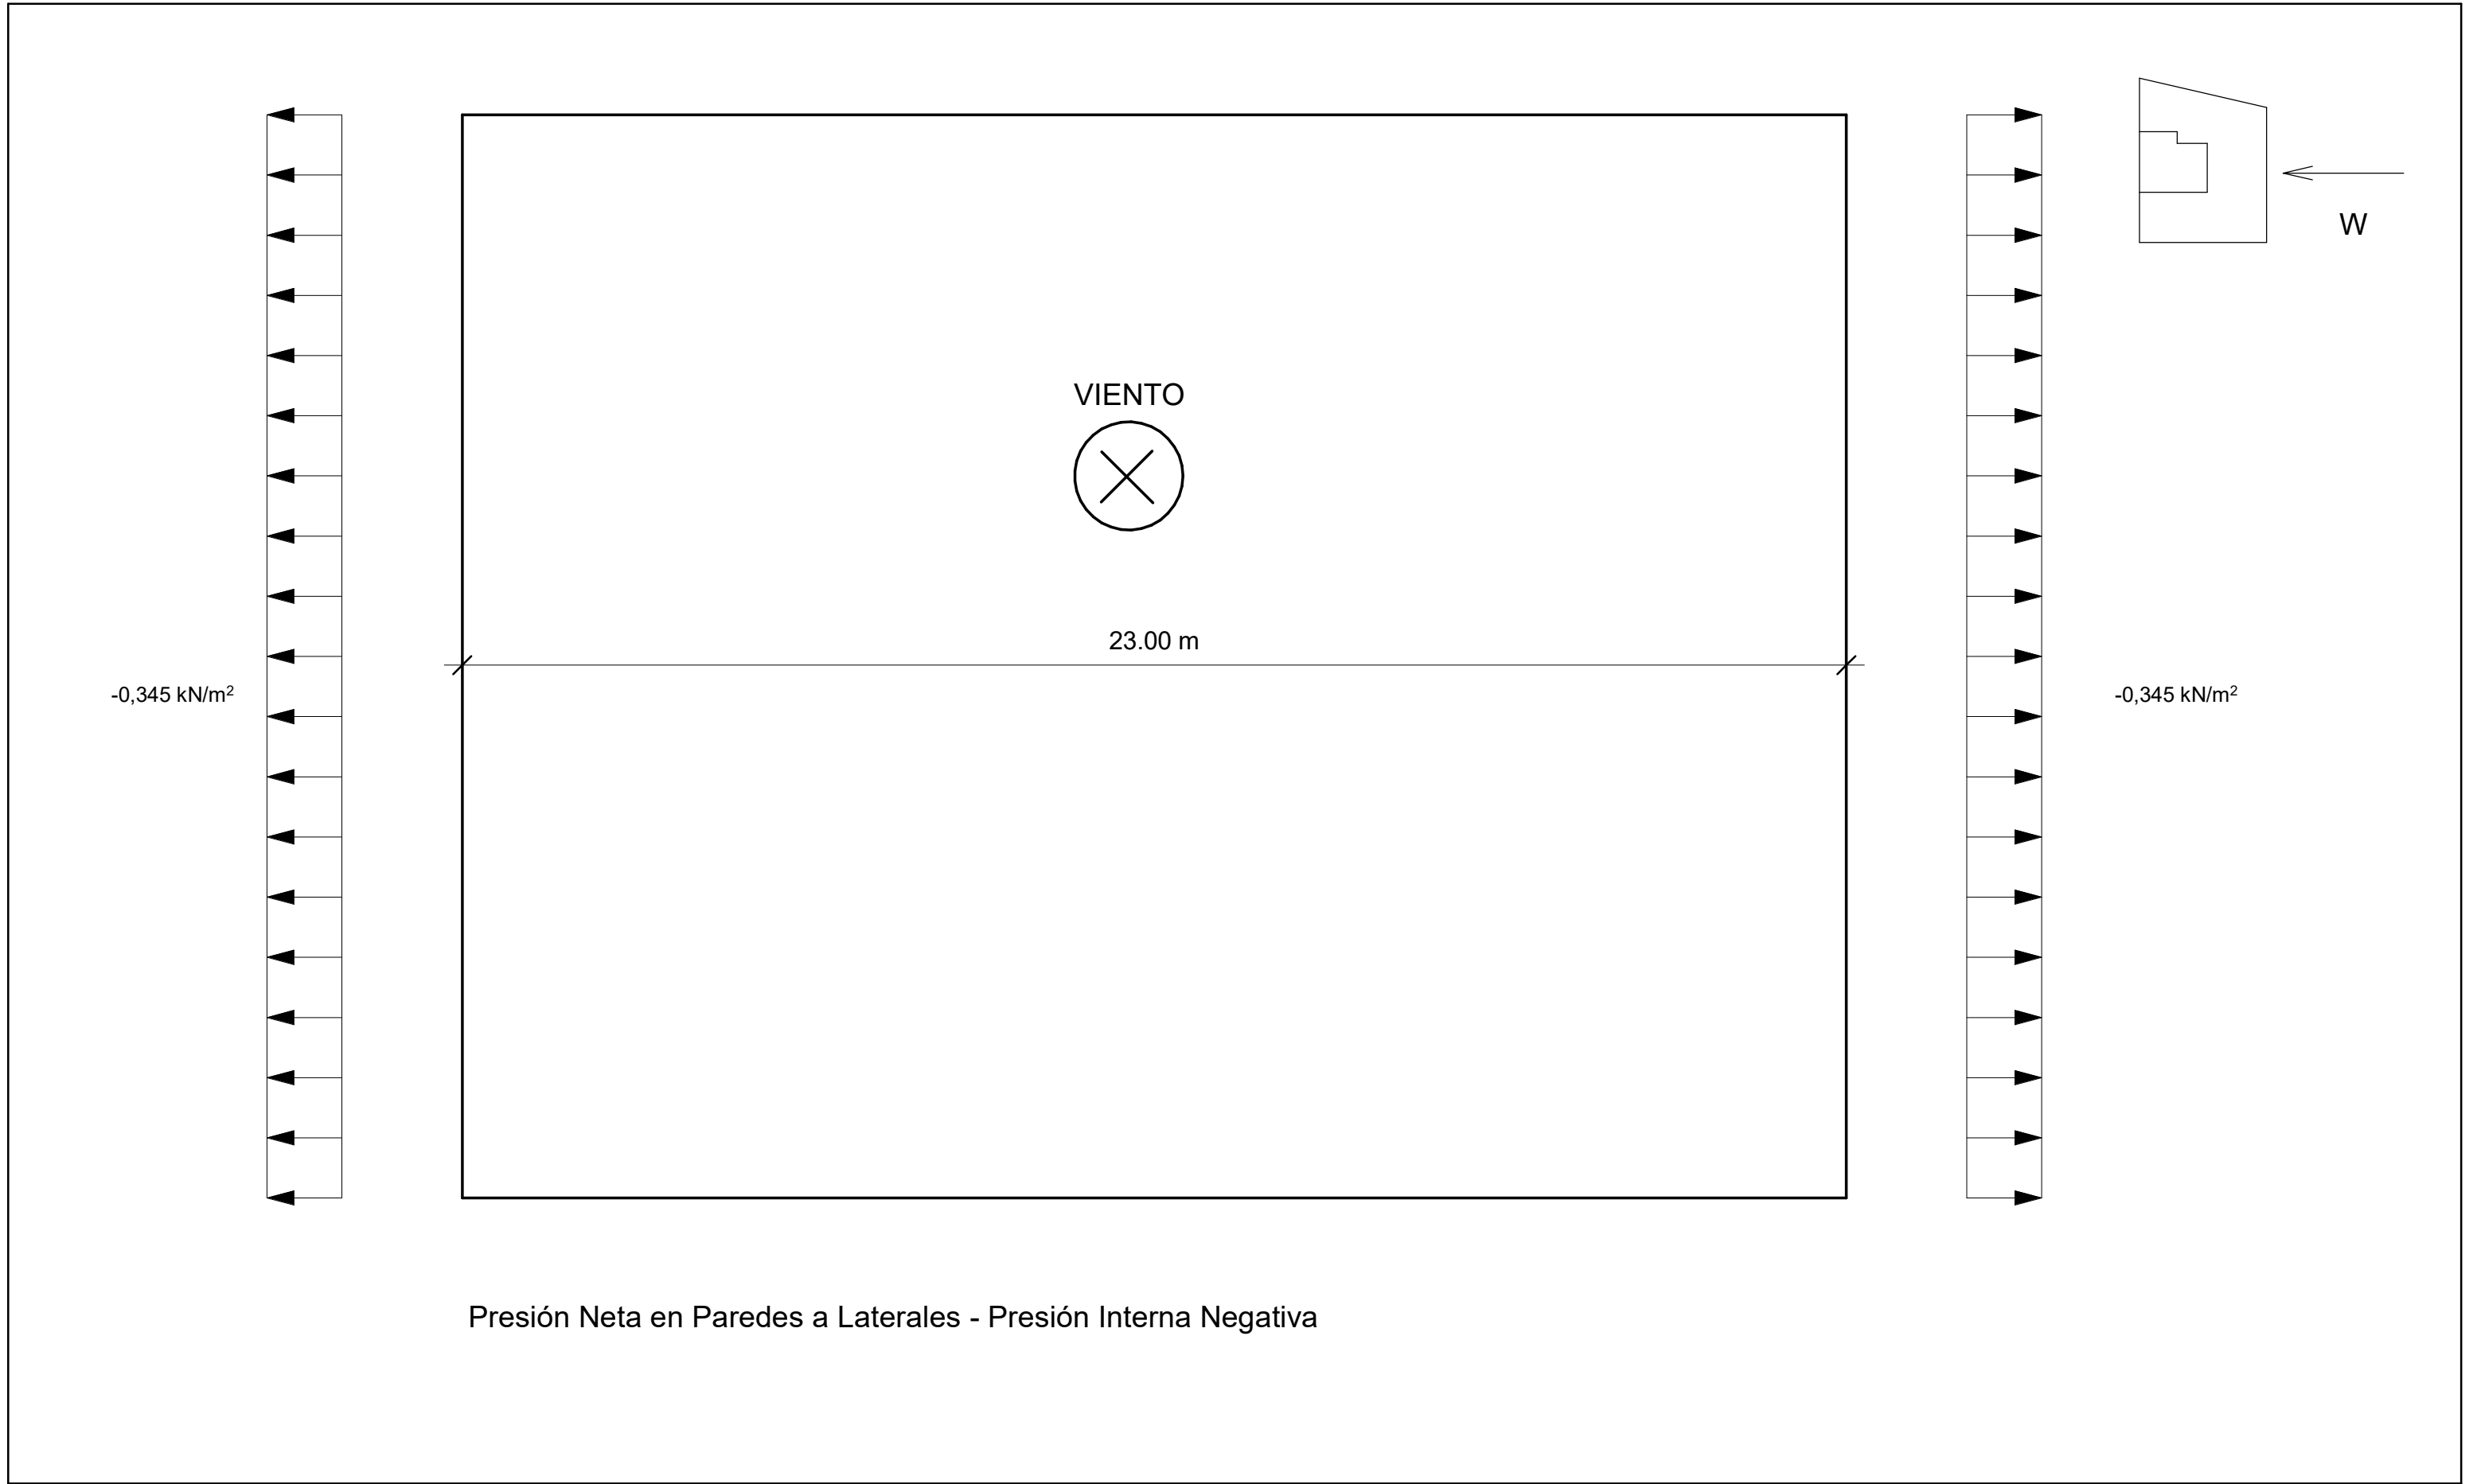 W
VIENTO
23.00 m
-0,345 kN/m²
-0,345 kN/m²
Presión Neta en Paredes a Laterales - Presión Interna Negativa